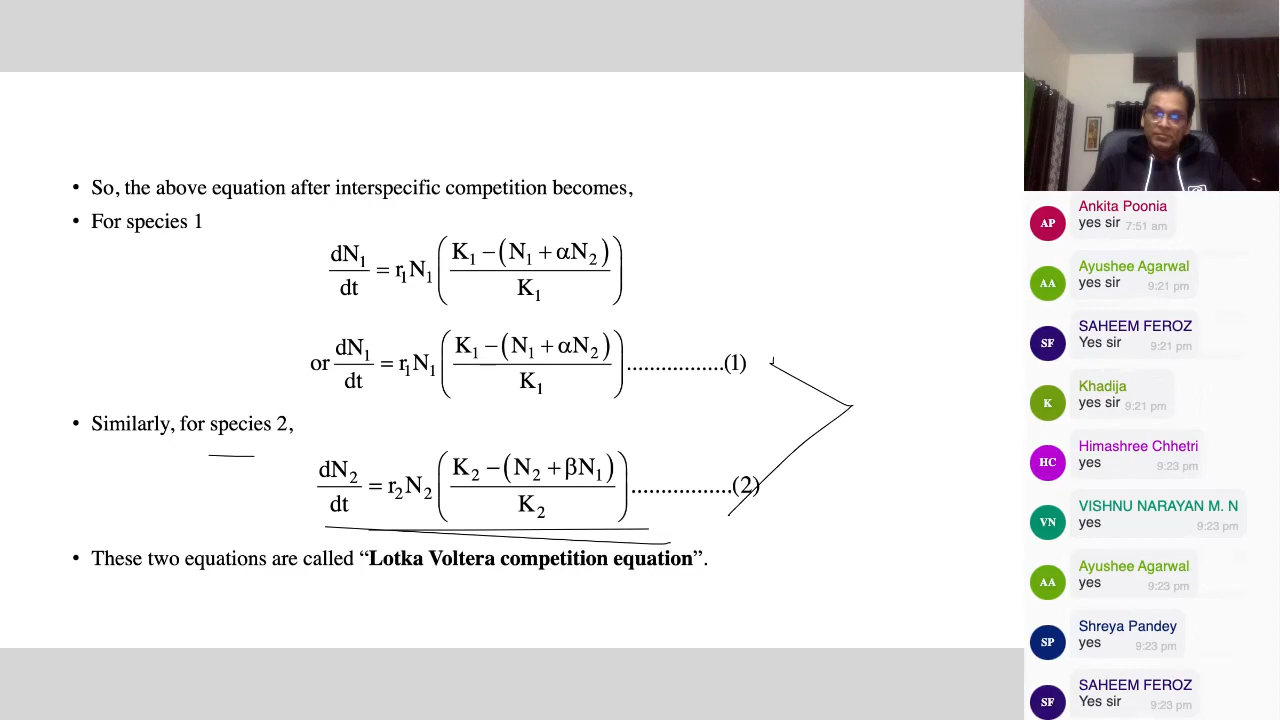 • So, the above equation after interspecific competition becomes,
• For species 1
dN₁/dt = r₁N₁ ( (K₁ − (N₁ + αN₂)) / K₁ )
or dN₁/dt = r₁N₁ ( (K₁ − (N₁ + αN₂)) / K₁ ) .................(1)
• Similarly, for species 2,
dN₂/dt = r₂N₂ ( (K₂ − (N₂ + βN₁)) / K₂ ) .................(2)
• These two equations are called “Lotka Voltera competition equation”.
AP
Ankita Poonia
yes sir 7:51 am
AA
Ayushee Agarwal
yes sir 9:21 pm
SF
SAHEEM FEROZ
Yes sir 9:21 pm
K
Khadija
yes sir 9:21 pm
HC
Himashree Chhetri
yes 9:23 pm
VN
VISHNU NARAYAN M. N
yes 9:23 pm
AA
Ayushee Agarwal
yes 9:23 pm
SP
Shreya Pandey
yes 9:23 pm
SF
SAHEEM FEROZ
Yes sir 9:23 pm